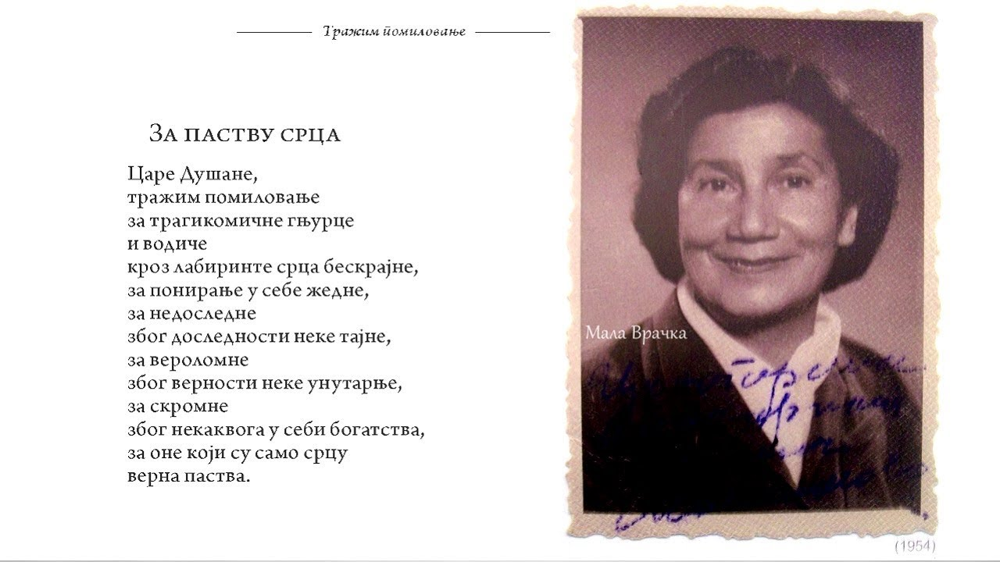 Тражим помиловање
За паству срца
Царе Душане,
тражим помиловање
за трагикомичне гњурце
и водиче
кроз лабиринте срца бескрајне,
за понирање у себе жедне,
за недоследне
због доследности неке тајне,
за вероломне
због верности неке унутарње,
за скромне
због некаквога у себи богатства,
за оне који су само срцу
верна паства.
Мала Врачка
(1954)